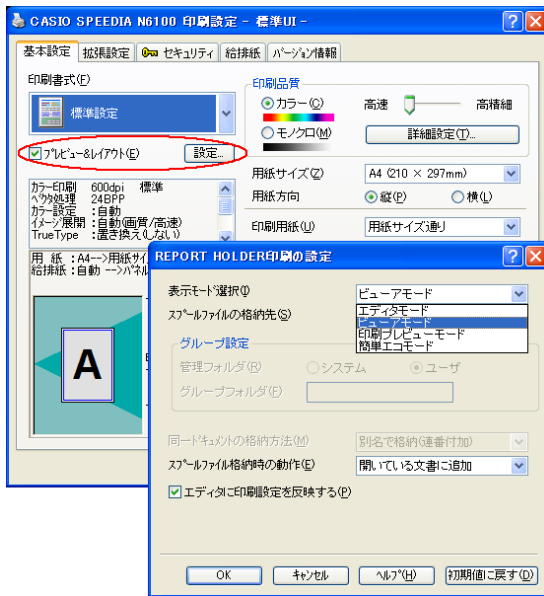 CASIO SPEEDIA N6100 印刷設定 - 標準UI -
基本設定 拡張設定 セキュリティ 給排紙 バージョン情報
印刷書式(F)
標準設定
プレビュー&レイアウト(E) 設定...
カラー印刷 600dpi 標準
ベクタ処理 24BPP
カラー設定 :自動
イメージ展開 :自動(画質/高速)
TrueType :置き換え(しない)
用 紙 :A4-->用紙サイ
給排紙:自動 -->パネル
A
印刷品質
カラー(C) 高速 高精細
モノクロ(M) 詳細設定(T)...
用紙サイズ(Z) A4 (210 × 297mm)
用紙方向 縦(P) 横(L)
印刷用紙(U) 用紙サイズ通り
REPORT HOLDER印刷の設定
表示モード選択(I) ビューアモード
エディタモード
ビューアモード
印刷プレビューモード
簡単エコモード
スプールファイルの格納先(S)
グループ設定
管理フォルダ(R) システム ユーザ
グループフォルダ(F)
同一ドキュメントの格納方法(M) 別名で格納(連番付加)
スプールファイル格納時の動作(E) 開いている文書に追加
エディタに印刷設定を反映する(P)
OK キャンセル ヘルプ(H) 初期値に戻す(D)